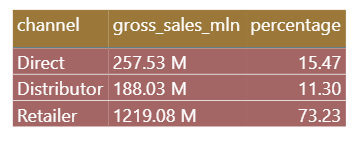 channel gross_sales_mln percentage
Direct 257.53 M 15.47
Distributor 188.03 M 11.30
Retailer 1219.08 M 73.23